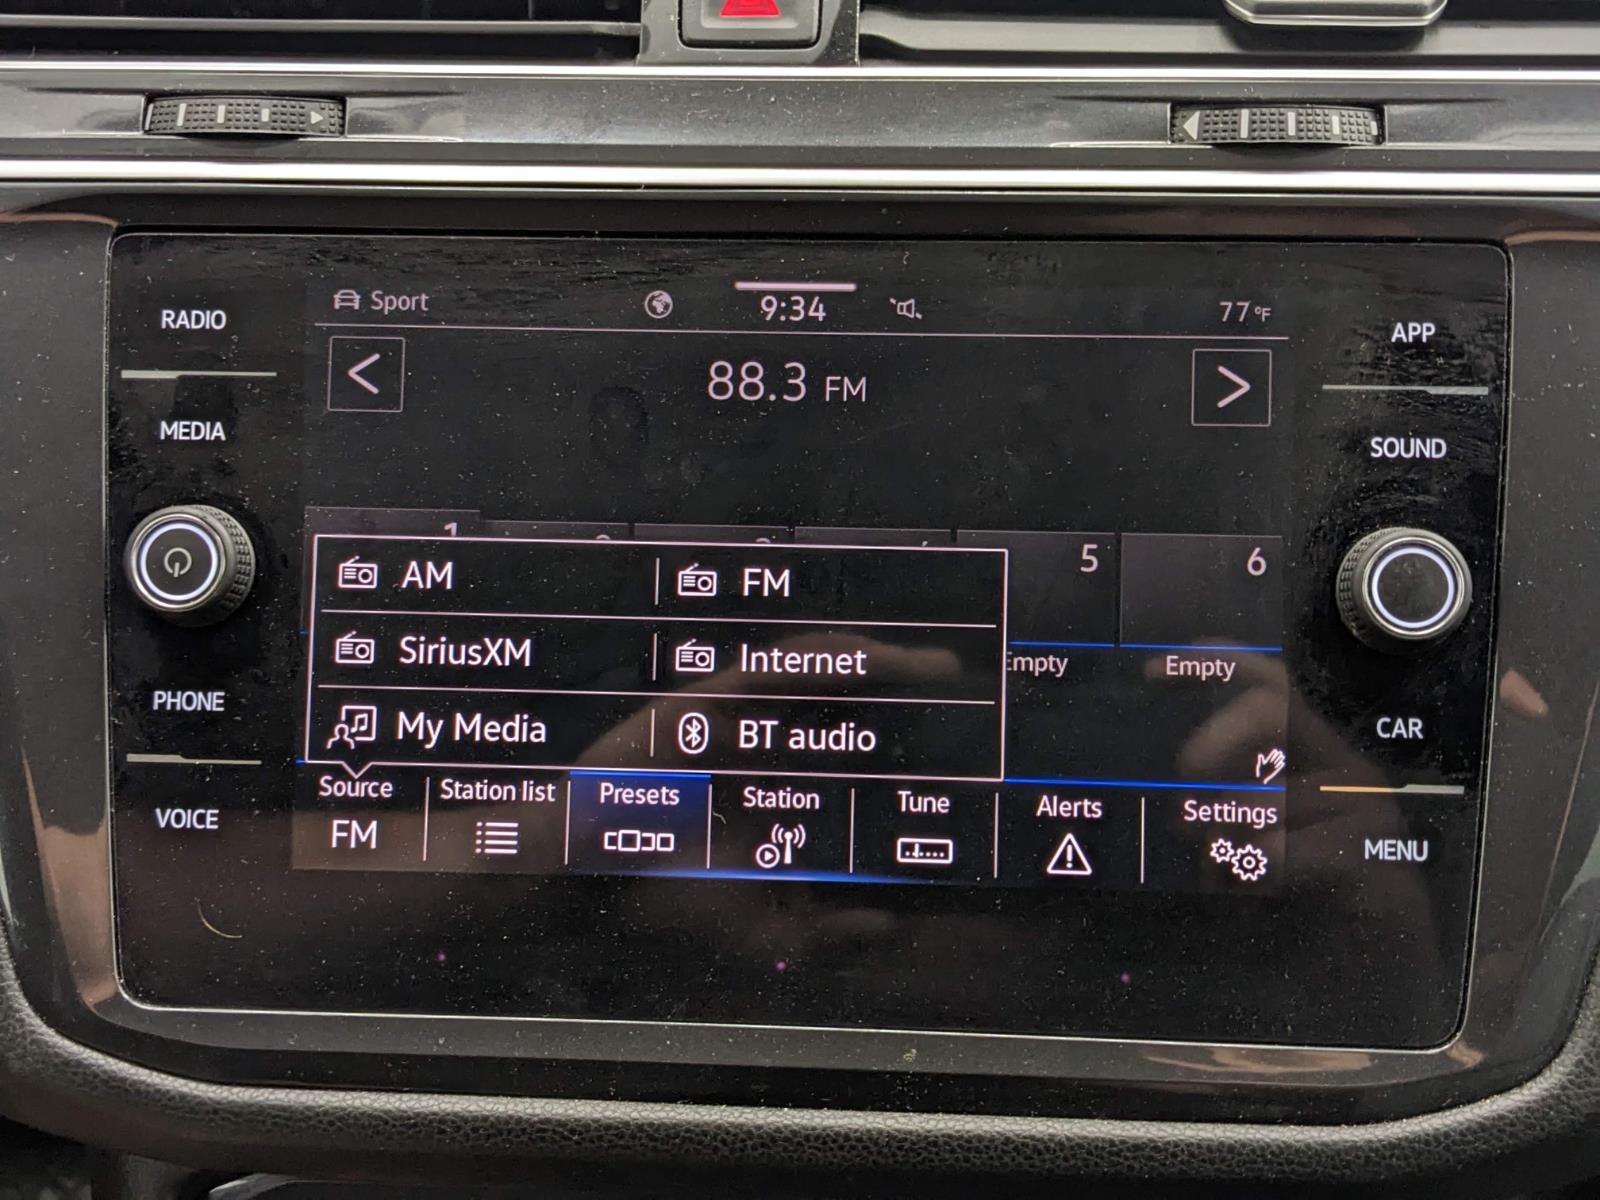 RADIO
MEDIA
PHONE
VOICE
Sport
9:34
77°F
88.3 FM
1
5
6
AM
FM
SiriusXM
Internet
My Media
BT audio
Empty
Empty
Source
FM
Station list
Presets
Station
Tune
Alerts
Settings
APP
SOUND
CAR
MENU